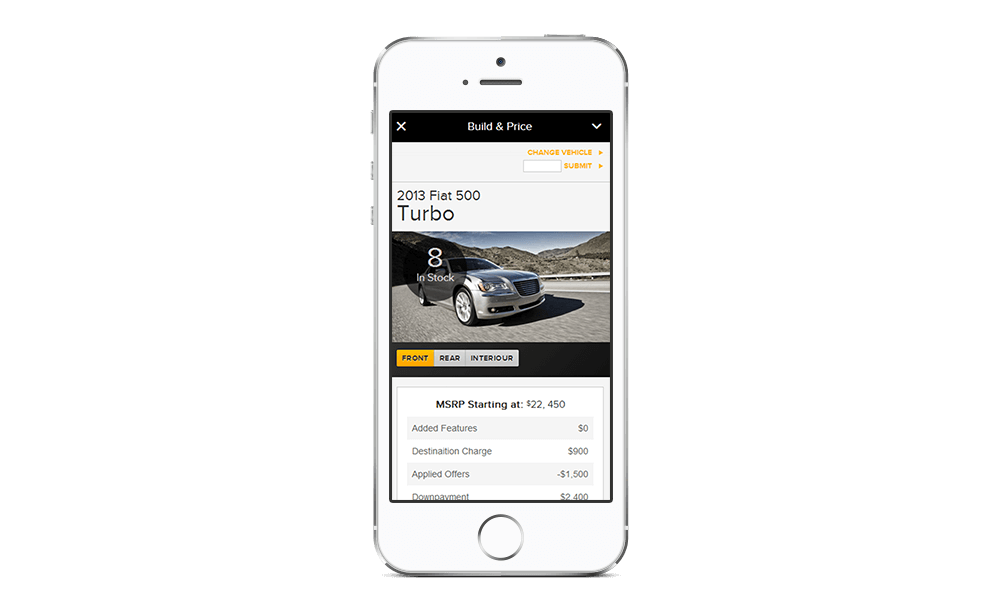 Build & Price
CHANGE VEHICLE
SUBMIT
2013 Fiat 500
Turbo
8
In Stock
FRONT REAR INTERIOUR
MSRP Starting at: $22, 450
Added Features $0
Destinaition Charge $900
Applied Offers -$1,500
Downpayment $2,400